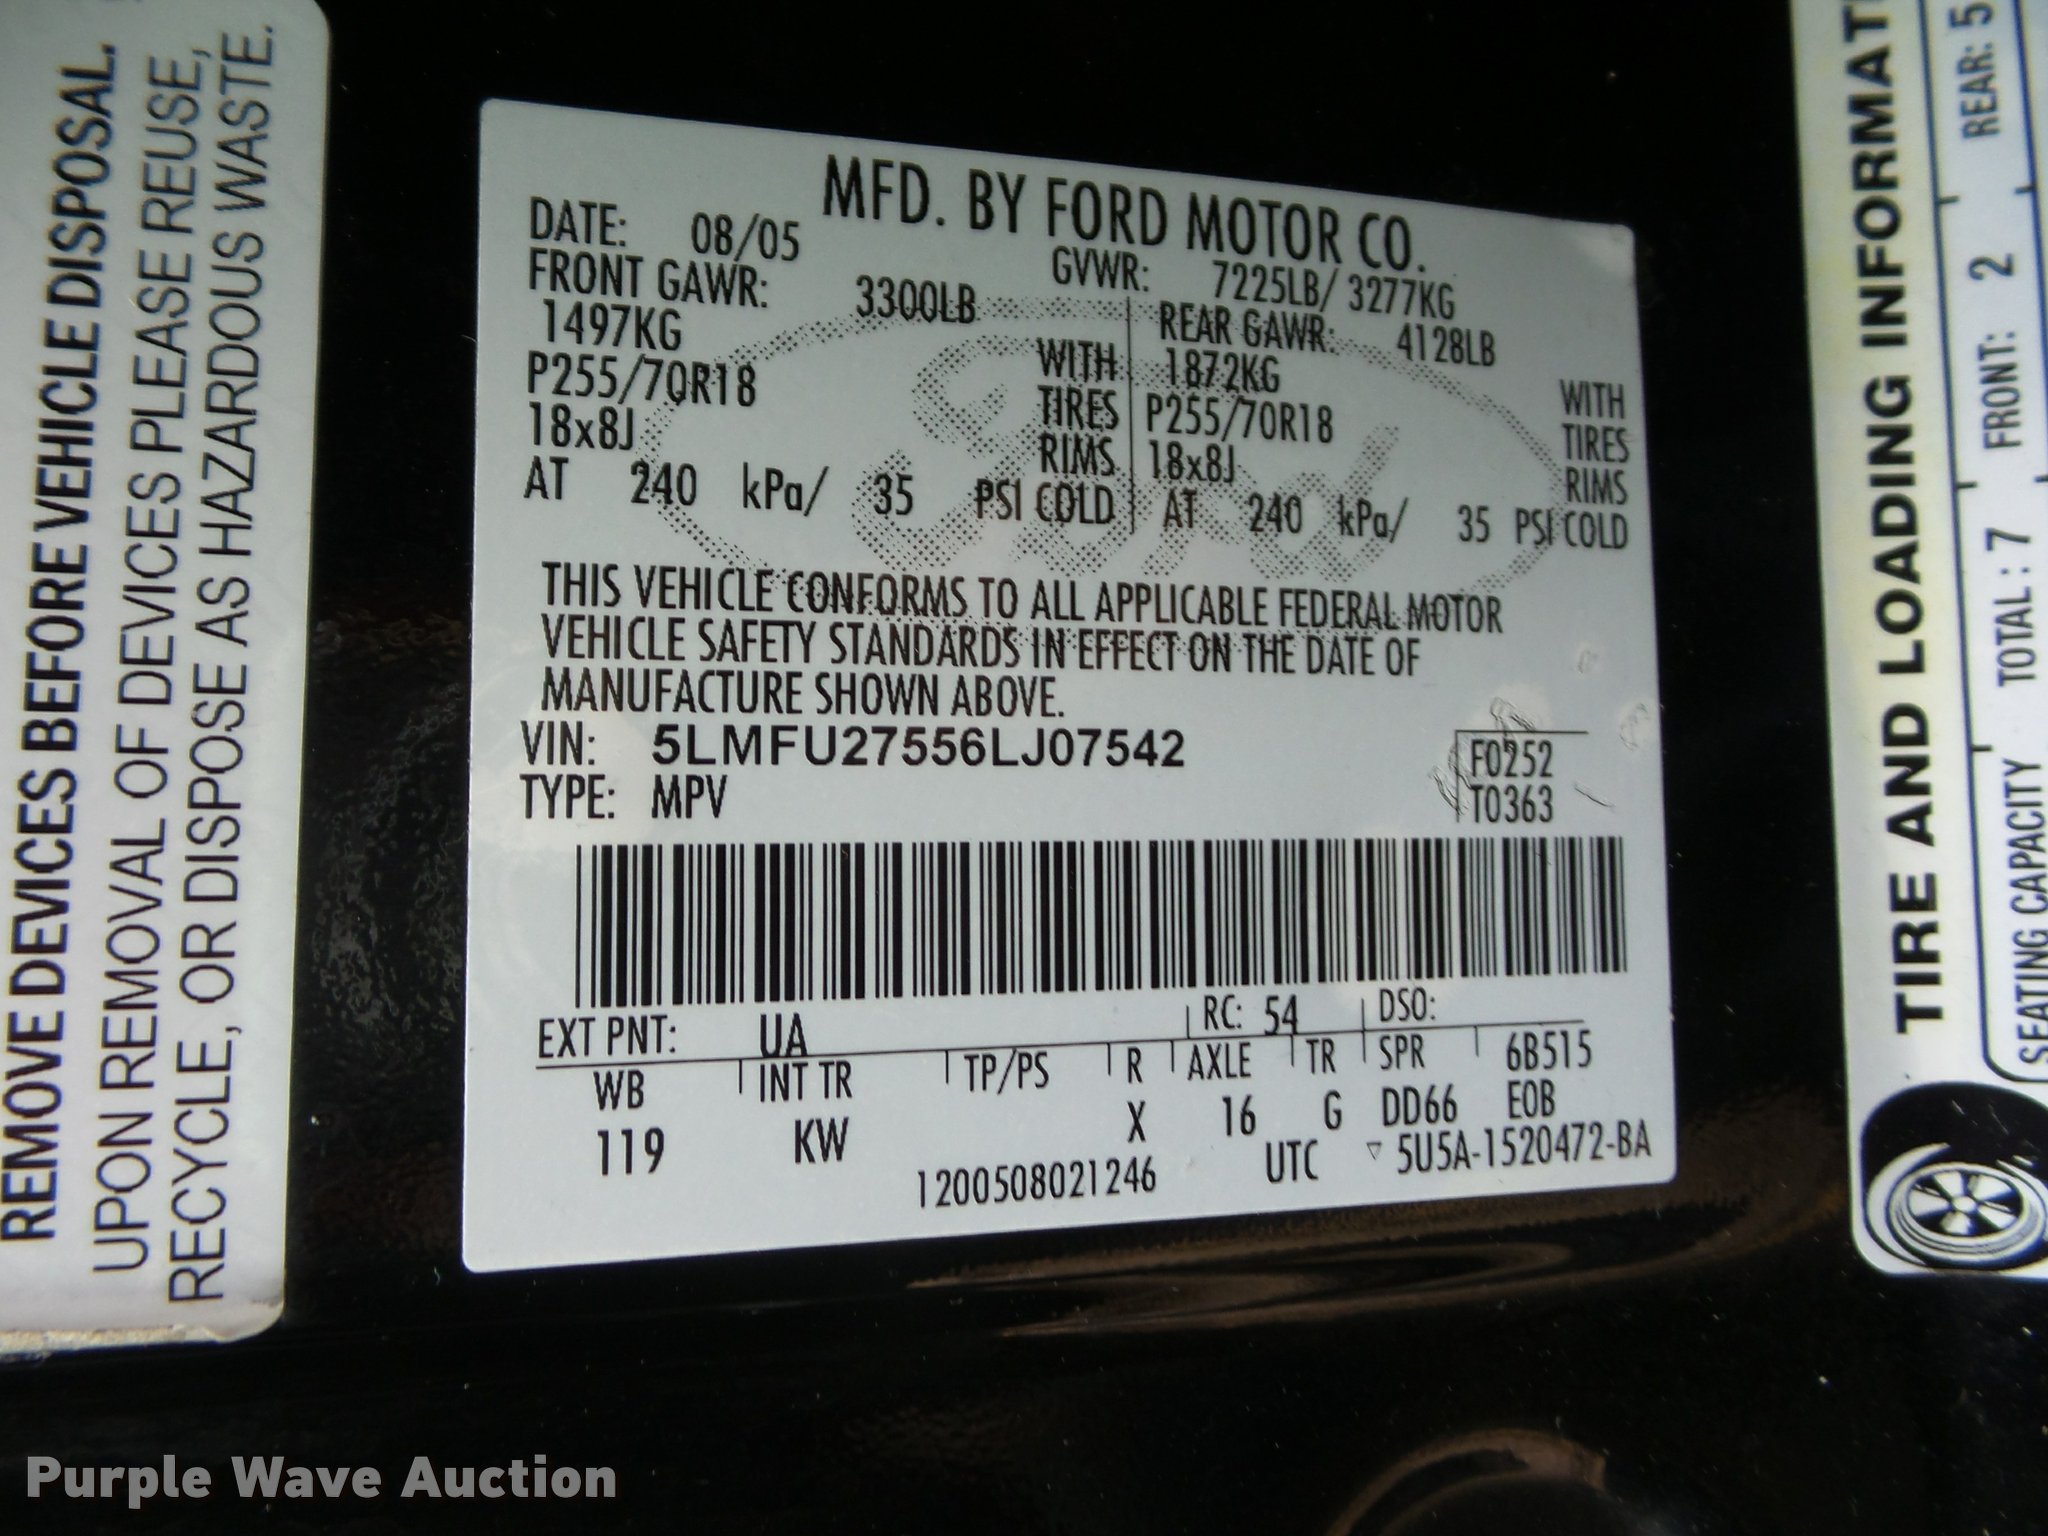 REMOVE DEVICES BEFORE VEHICLE DISPOSAL.
UPON REMOVAL OF DEVICES PLEASE REUSE,
RECYCLE, OR DISPOSE AS HAZARDOUS WASTE.
MFD. BY FORD MOTOR CO.
DATE: 08/05 GVWR: 7225LB/ 3277KG
FRONT GAWR: 3300LB REAR GAWR: 4128LB
1497KG WITH 1872KG WITH
P255/70R18 TIRES P255/70R18 TIRES
18x8J RIMS 18x8J RIMS
AT 240 kPa/ 35 PSI COLD AT 240 kPa/ 35 PSI COLD
Ford
THIS VEHICLE CONFORMS TO ALL APPLICABLE FEDERAL MOTOR
VEHICLE SAFETY STANDARDS IN EFFECT ON THE DATE OF
MANUFACTURE SHOWN ABOVE.
VIN: 5LMFU27556LJ07542 F0252
TYPE: MPV T0363
EXT PNT: UA RC: 54 DSO:
WB INT TR TP/PS R AXLE TR SPR 6B515
119 KW X 16 G DD66 EOB
1200508021246 UTC ▽ 5U5A-1520472-BA
TIRE AND LOADING
SEATING CAPACITY TOTAL: 7 FRONT: 2 REAR: 5
Purple Wave Auction